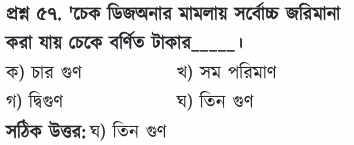 প্রশ্ন ৫৭. 'চেক ডিজঅনার মামলায় সর্বোচ্চ জরিমানা
করা যায় চেকে বর্ণিত টাকার_____।
ক) চার গুণ খ) সম পরিমাণ
গ) দ্বিগুণ ঘ) তিন গুণ
সঠিক উত্তর: ঘ) তিন গুণ